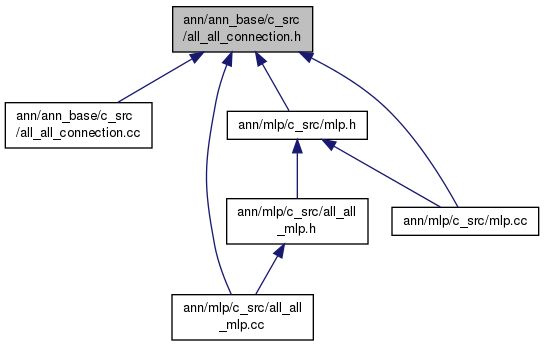 ann/ann_base/c_src
/all_all_connection.h
ann/ann_base/c_src
/all_all_connection.cc
ann/mlp/c_src/mlp.h
ann/mlp/c_src/all_all
_mlp.h
ann/mlp/c_src/mlp.cc
ann/mlp/c_src/all_all
_mlp.cc